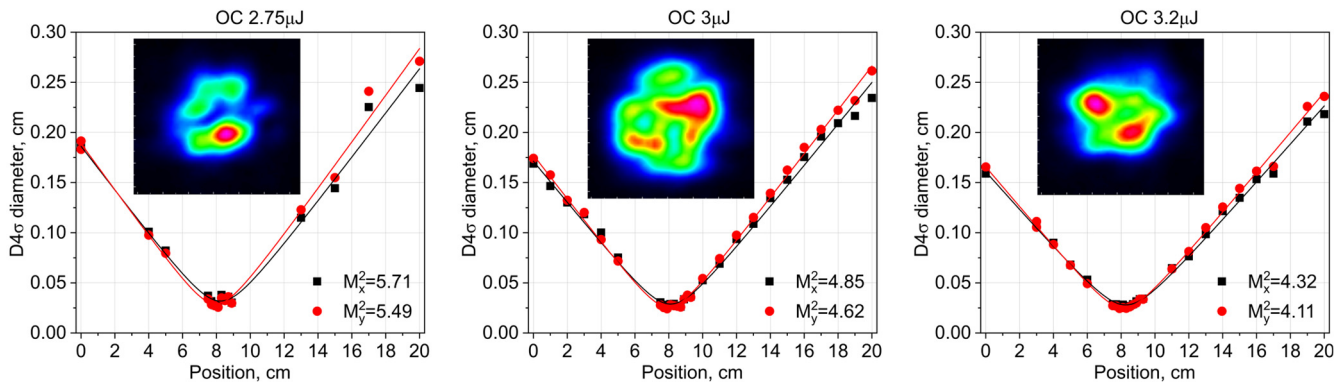 OC 2.75μJ
0.30
0.25
0.20
0.15
0.10
0.05
0.00
D4σ diameter, cm
M²x=5.71
M²y=5.49
0 2 4 6 8 10 12 14 16 18 20
Position, cm
OC 3μJ
0.30
0.25
0.20
0.15
0.10
0.05
0.00
D4σ diameter, cm
M²x=4.85
M²y=4.62
0 2 4 6 8 10 12 14 16 18 20
Position, cm
OC 3.2μJ
0.30
0.25
0.20
0.15
0.10
0.05
0.00
D4σ diameter, cm
M²x=4.32
M²y=4.11
0 2 4 6 8 10 12 14 16 18 20
Position, cm